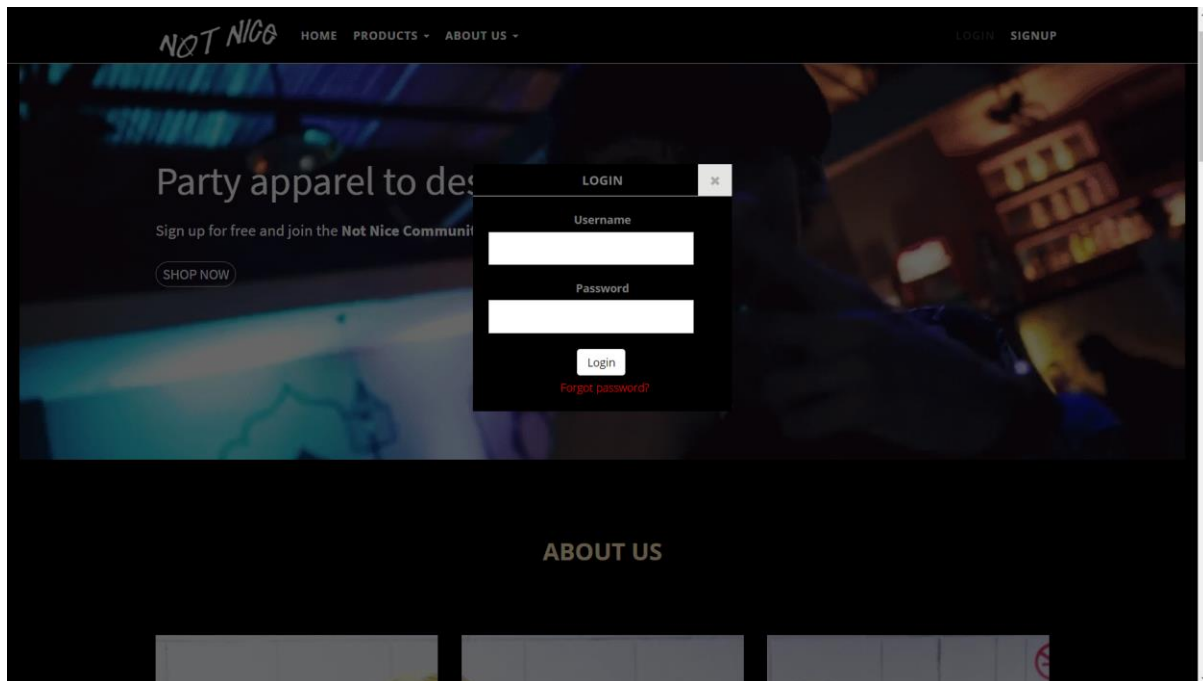 NOT NICE
HOME PRODUCTS ABOUT US LOGIN SIGNUP
Party apparel to des
Sign up for free and join the Not Nice Communit
SHOP NOW
LOGIN
Username
Password
Login
Forgot password?
ABOUT US